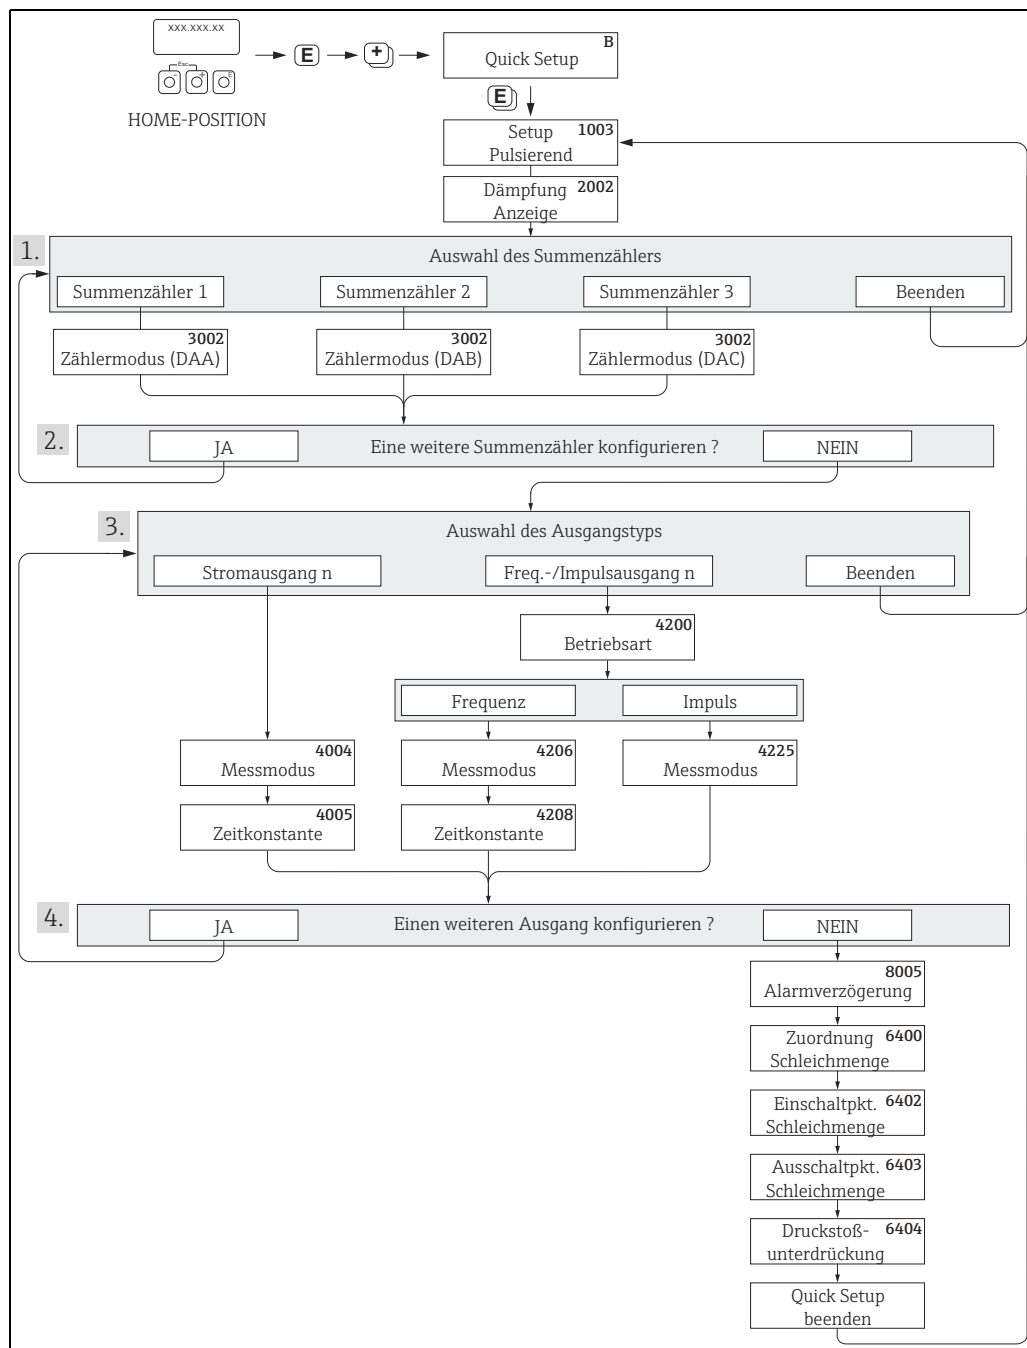 xxx.xxx.xx
Esc
- + E
E
+
B
Quick Setup
HOME-POSITION
E
1003
Setup
Pulsierend
2002
Dämpfung
Anzeige
1.
Auswahl des Summenzählers
Summenzähler 1
Summenzähler 2
Summenzähler 3
Beenden
3002
Zählermodus (DAA)
3002
Zählermodus (DAB)
3002
Zählermodus (DAC)
2.
JA
Eine weitere Summenzähler konfigurieren ?
NEIN
3.
Auswahl des Ausgangstyps
Stromausgang n
Freq.-/Impulsausgang n
Beenden
4200
Betriebsart
Frequenz
Impuls
4004
Messmodus
4206
Messmodus
4225
Messmodus
4005
Zeitkonstante
4208
Zeitkonstante
4.
JA
Einen weiteren Ausgang konfigurieren ?
NEIN
8005
Alarmverzögerung
Zuordnung 6400
Schleichmenge
Einschaltpkt. 6402
Schleichmenge
Ausschaltpkt. 6403
Schleichmenge
Druckstoß- 6404
unterdrückung
Quick Setup
beenden